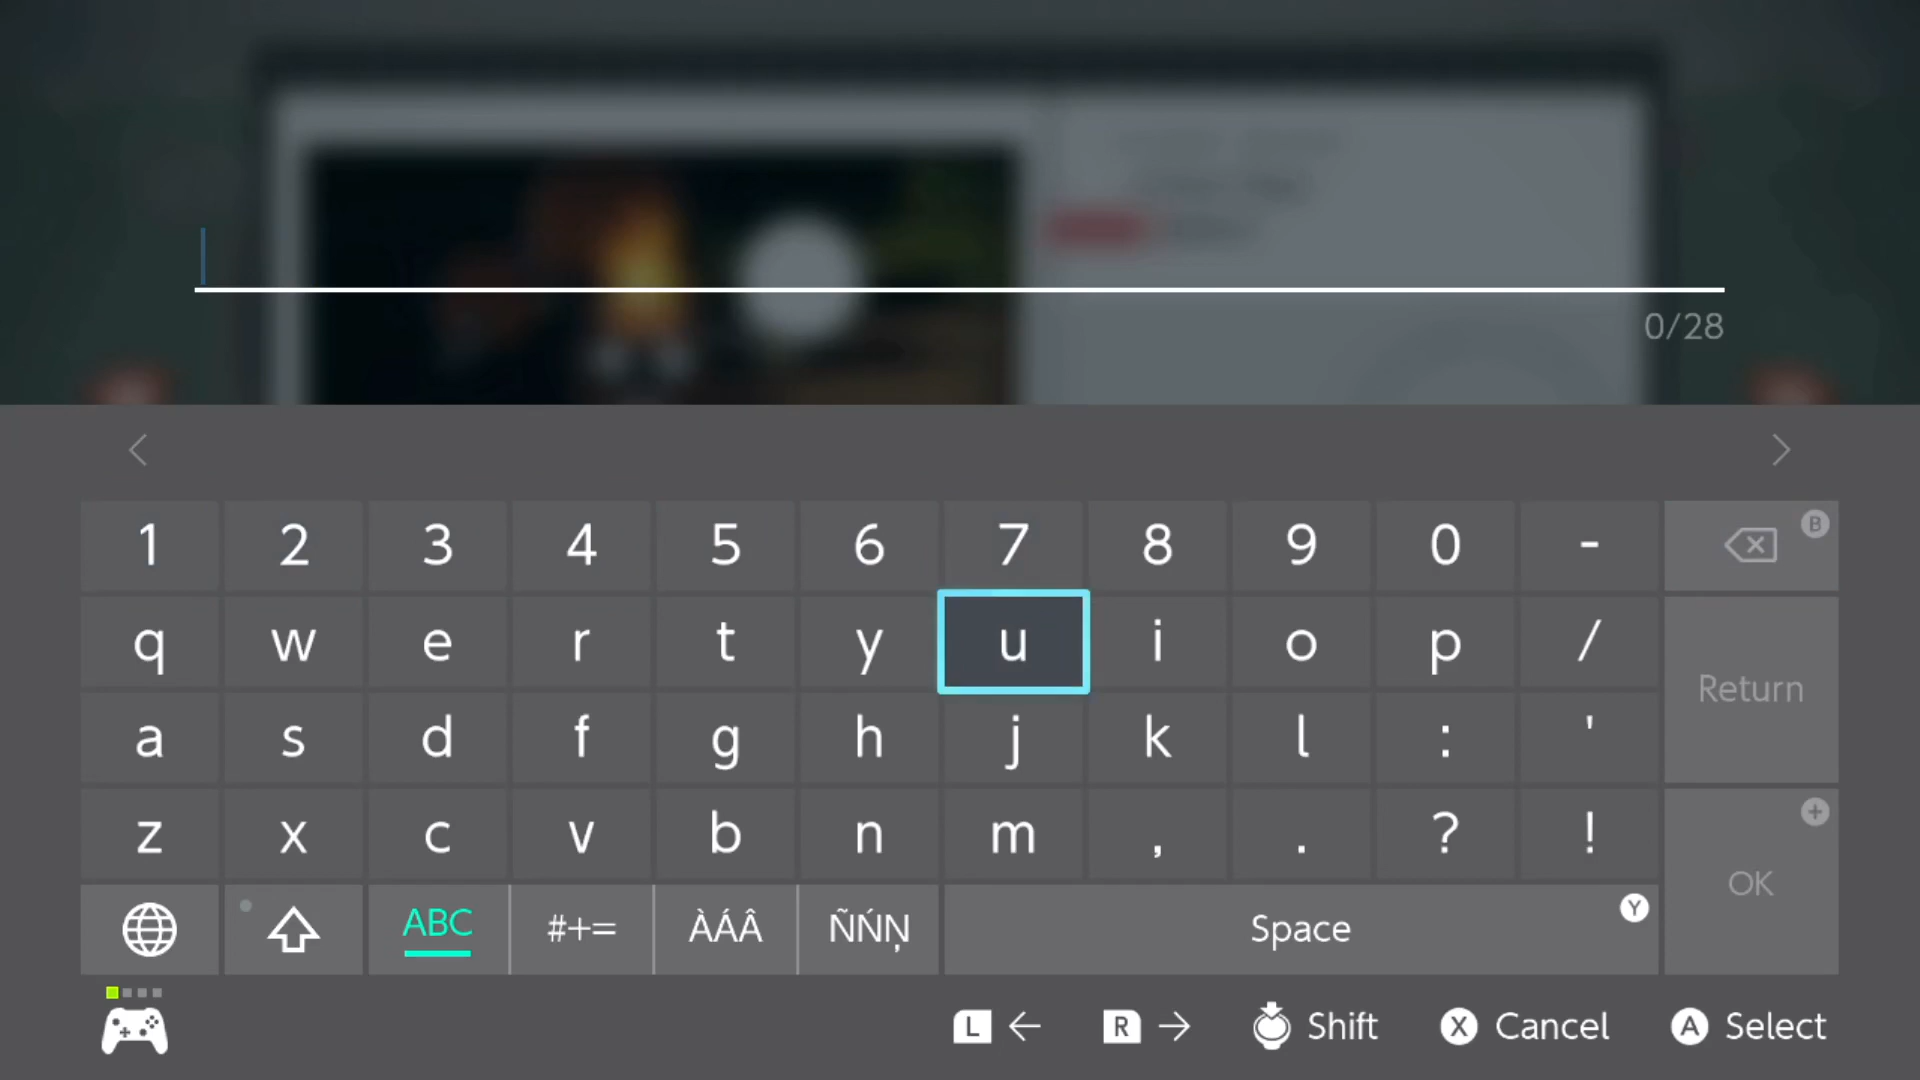 0/28
1 2 3 4 5 6 7 8 9 0 - B
q w e r t y u i o p / Return
a s d f g h j k l : '
z x c v b n m , . ? ! OK
ABC #+= ÀÁÂ ÑŃŅ Space Y
L ← R → Shift X Cancel A Select